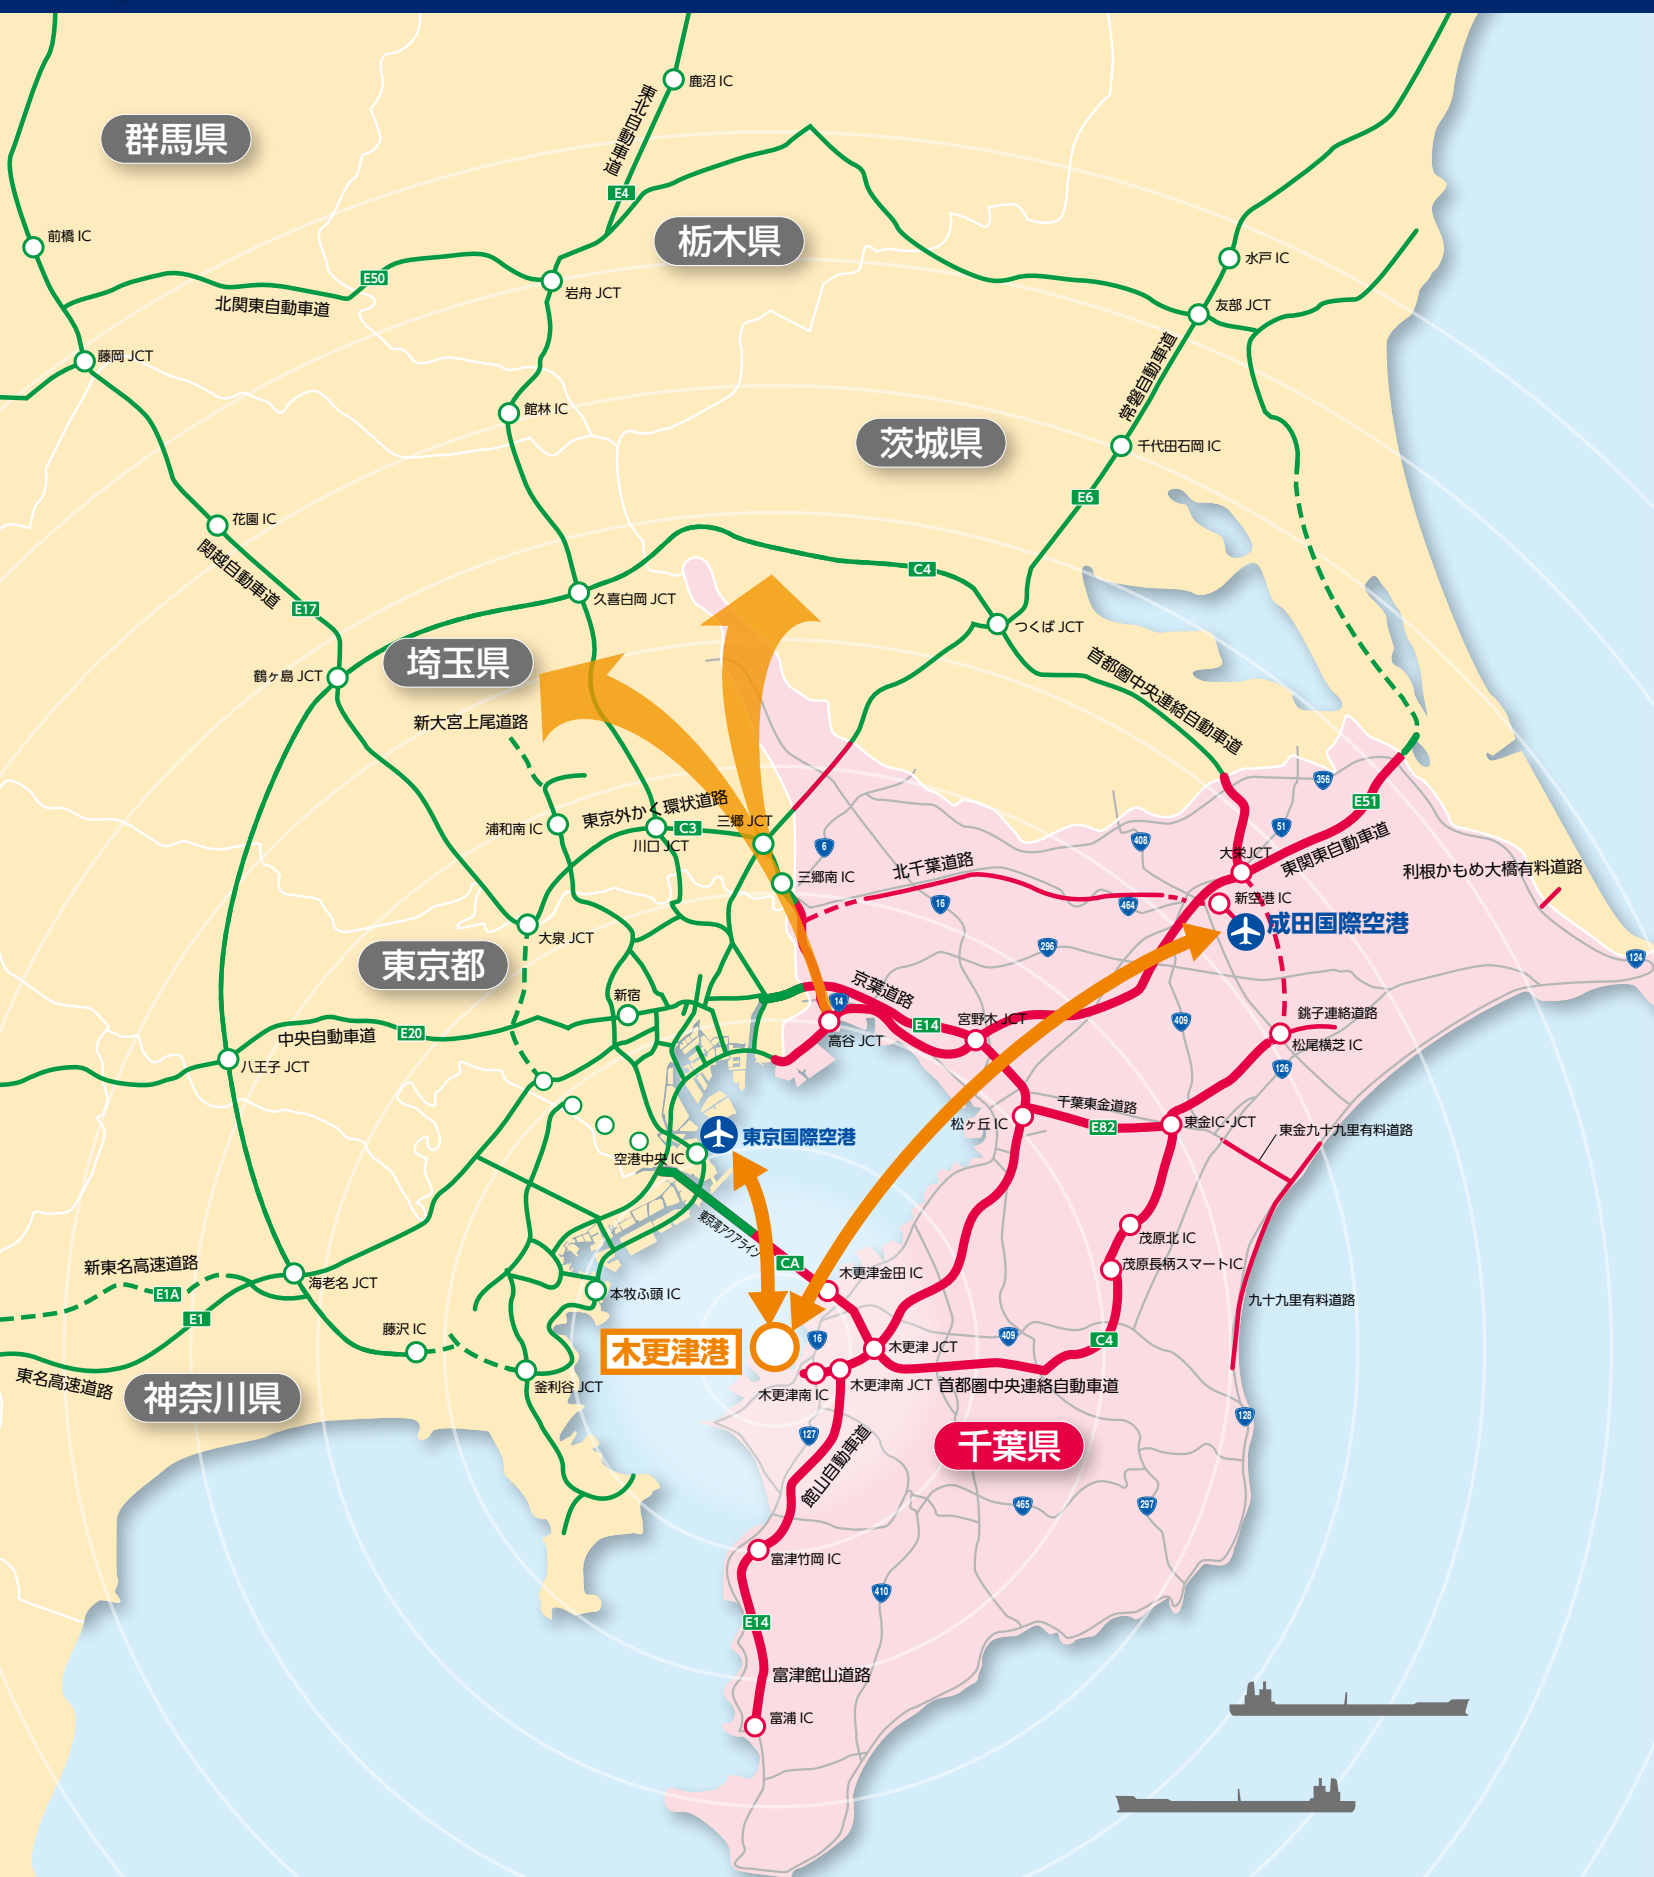 鹿沼 IC
東北自動車道
群馬県
E4
前橋 IC
栃木県
水戸 IC
E50
岩舟 JCT
北関東自動車道
友部 JCT
藤岡 JCT
常磐自動車道
館林 IC
茨城県
千代田石岡 IC
E6
花園 IC
関越自動車道
C4
E17
久喜白岡 JCT
つくば JCT
埼玉県
鶴ヶ島 JCT
首都圏中央連絡自動車道
新大宮上尾道路
356
E51
東京外かく環状道路
浦和南 IC
C3
三郷 JCT
川口 JCT
6
408
51
大栄JCT
東関東自動車道
北千葉道路
三郷南 IC
利根かもめ大橋有料道路
16
464
新空港 IC
成田国際空港
大泉 JCT
296
124
東京都
新宿
京葉道路
14
E14
宮野木 JCT
409
銚子連絡道路
中央自動車道
E20
高谷 JCT
松尾横芝 IC
八王子 JCT
126
千葉東金道路
松ヶ丘 IC
E82
東金IC・JCT
東金九十九里有料道路
東京国際空港
空港中央 IC
東京湾アクアライン
茂原北 IC
CA
新東名高速道路
茂原長柄スマートIC
木更津金田 IC
海老名 JCT
E1A
本牧ふ頭 IC
九十九里有料道路
E1
藤沢 IC
16
409
C4
木更津港
木更津 JCT
東名高速道路
神奈川県
釜利谷 JCT
木更津南 IC
木更津南 JCT
首都圏中央連絡自動車道
128
127
千葉県
館山自動車道
465
297
富津竹岡 IC
410
E14
富津館山道路
富浦 IC